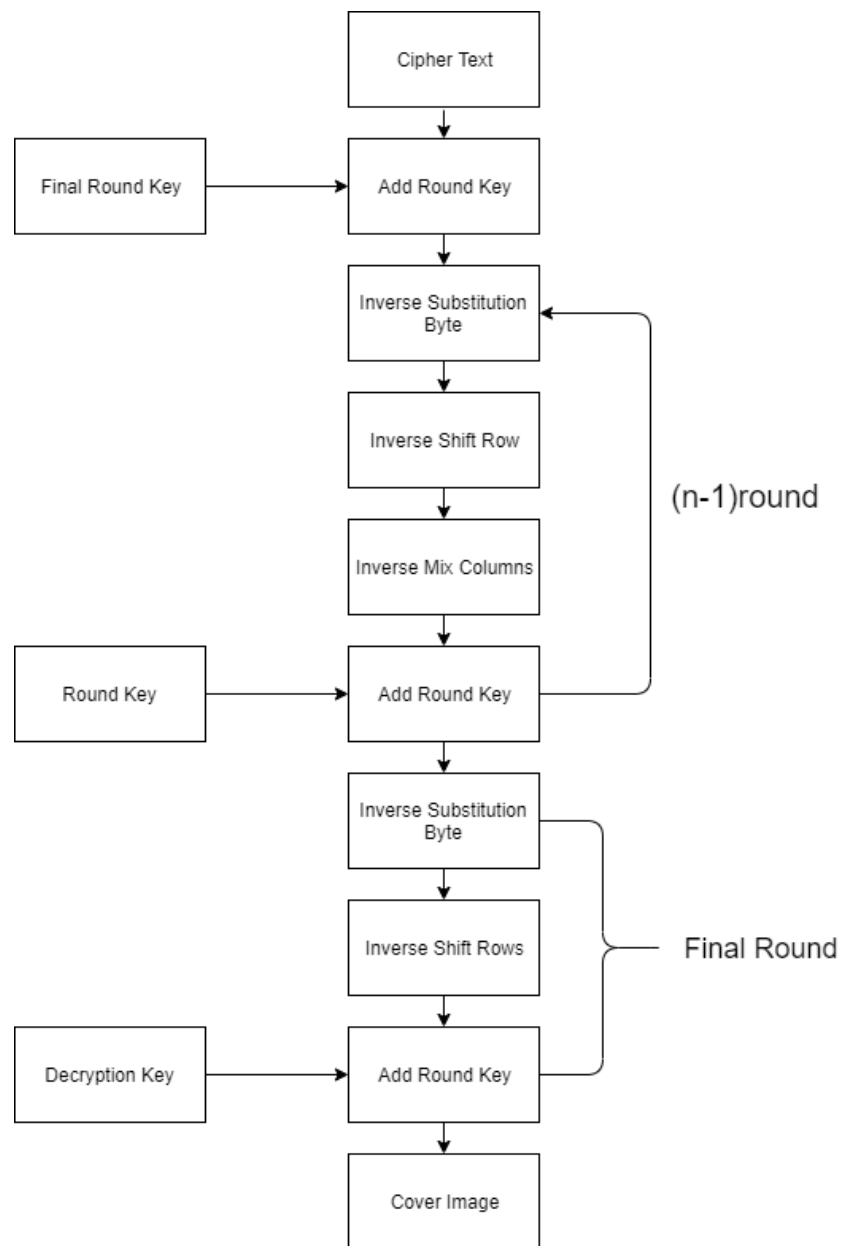 Cipher Text
Final Round Key
Add Round Key
Inverse Substitution
Byte
Inverse Shift Row
(n-1)round
Inverse Mix Columns
Round Key
Add Round Key
Inverse Substitution
Byte
Inverse Shift Rows
Final Round
Decryption Key
Add Round Key
Cover Image